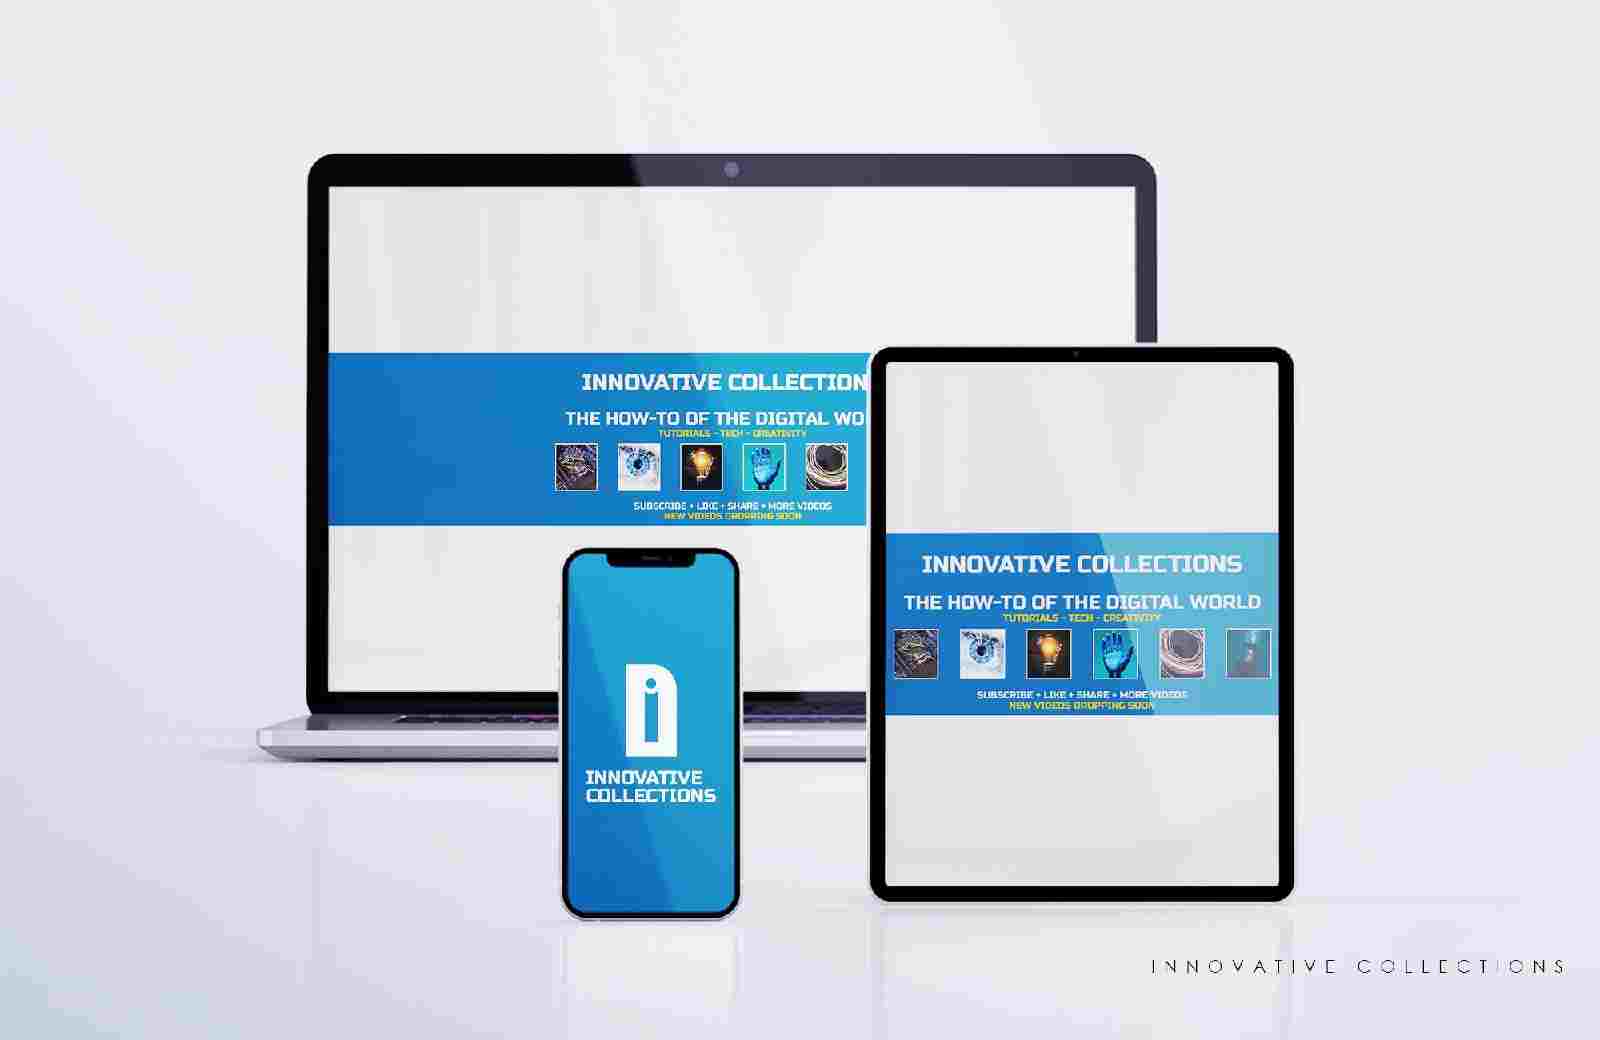 INNOVATIVE COLLECTION
THE HOW-TO OF THE DIGITAL WO
TUTORIALS - TECH - CREATIVITY
SUBSCRIBE + LIKE + SHARE + MORE VIDEOS
NEW VIDEOS DROPPING SOON
INNOVATIVE COLLECTIONS
THE HOW-TO OF THE DIGITAL WORLD
TUTORIALS - TECH - CREATIVITY
SUBSCRIBE + LIKE + SHARE + MORE VIDEOS
NEW VIDEOS DROPPING SOON
INNOVATIVE
COLLECTIONS
INNOVATIVE COLLECTIONS